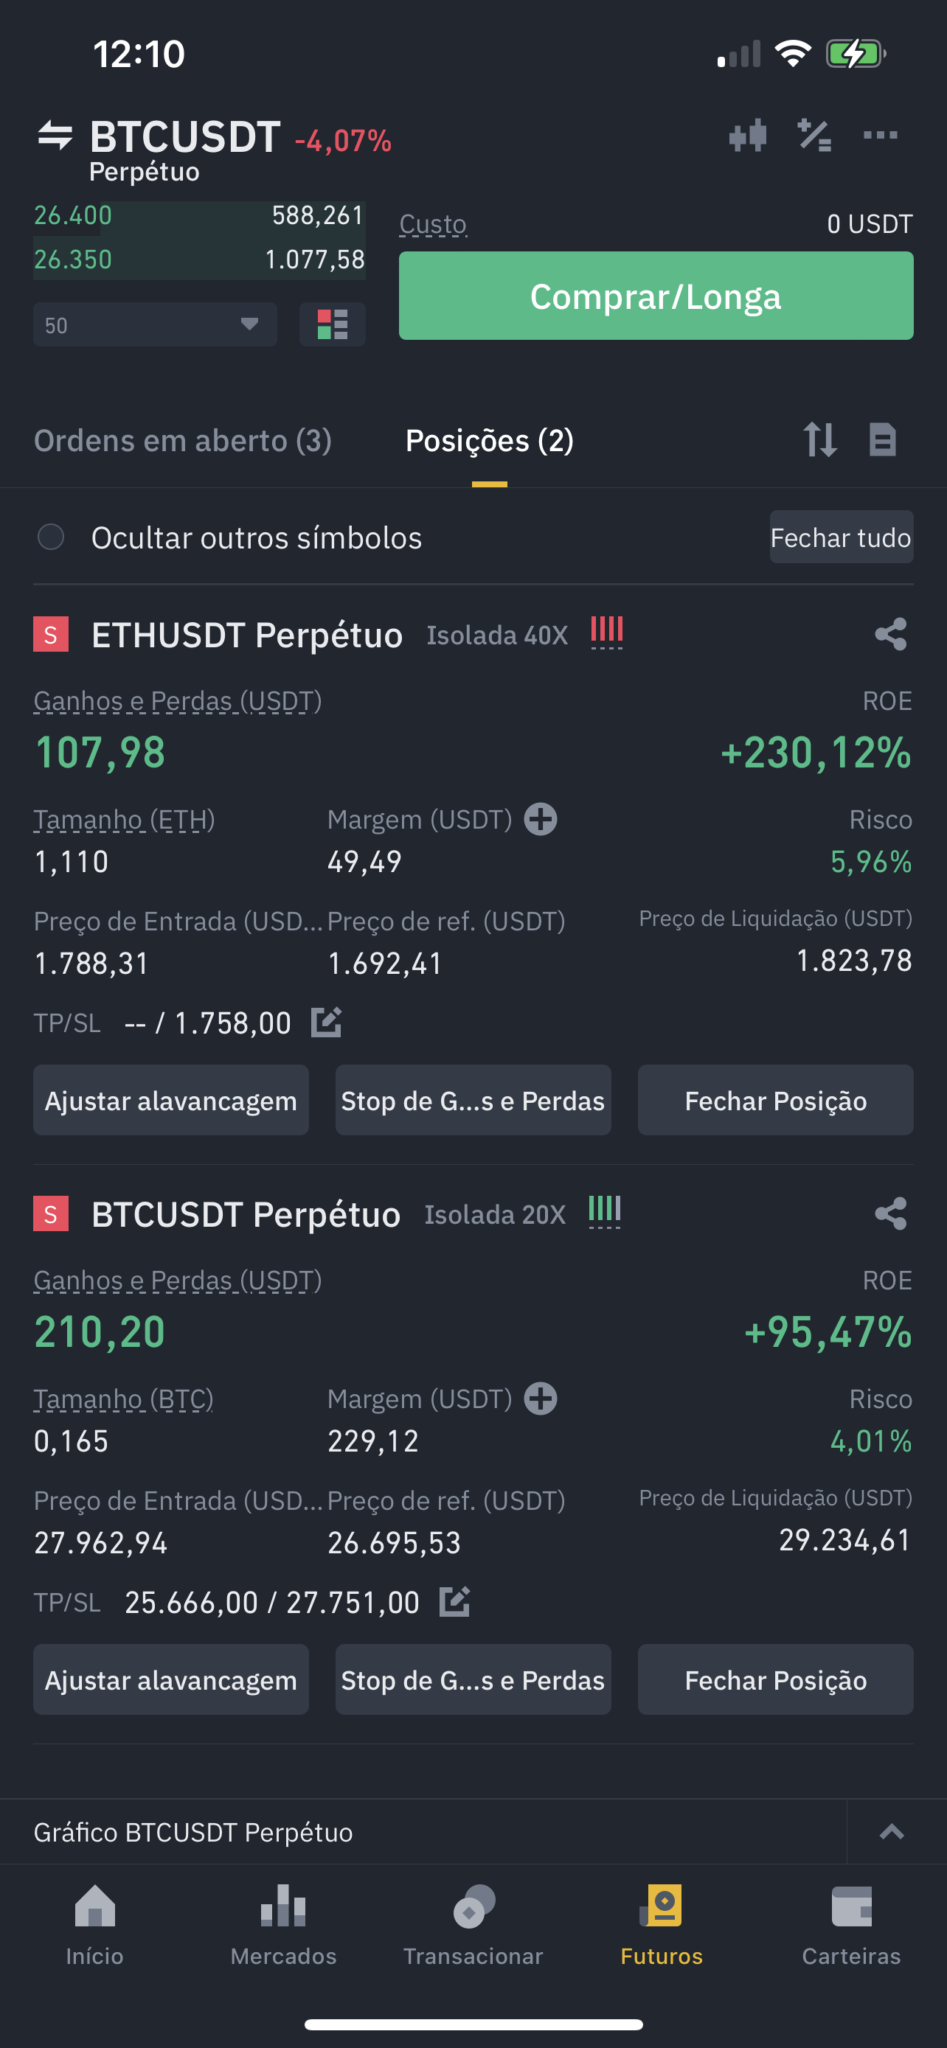 12:10
BTCUSDT -4,07%
Perpétuo
26.400 588,261
26.350 1.077,58
Custo 0 USDT
Comprar/Longa
50
Ordens em aberto (3) Posições (2)
Ocultar outros símbolos Fechar tudo
S ETHUSDT Perpétuo Isolada 40X
Ganhos e Perdas (USDT) ROE
107,98 +230,12%
Tamanho (ETH) Margem (USDT) Risco
1,110 49,49 5,96%
Preço de Entrada (USD... Preço de ref. (USDT) Preço de Liquidação (USDT)
1.788,31 1.692,41 1.823,78
TP/SL -- / 1.758,00
Ajustar alavancagem Stop de G...s e Perdas Fechar Posição
S BTCUSDT Perpétuo Isolada 20X
Ganhos e Perdas (USDT) ROE
210,20 +95,47%
Tamanho (BTC) Margem (USDT) Risco
0,165 229,12 4,01%
Preço de Entrada (USD... Preço de ref. (USDT) Preço de Liquidação (USDT)
27.962,94 26.695,53 29.234,61
TP/SL 25.666,00 / 27.751,00
Ajustar alavancagem Stop de G...s e Perdas Fechar Posição
Gráfico BTCUSDT Perpétuo
Início Mercados Transacionar Futuros Carteiras